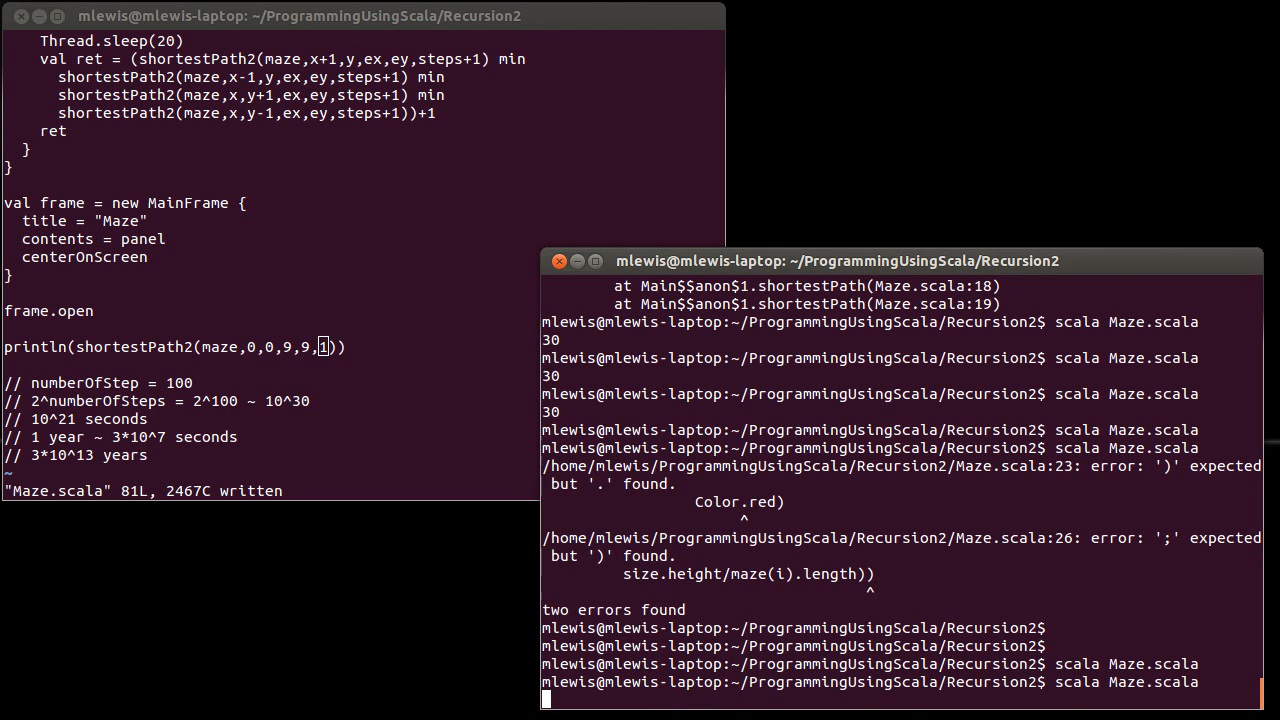 mlewis@mlewis-laptop: ~/ProgrammingUsingScala/Recursion2
    Thread.sleep(20)
    val ret = (shortestPath2(maze,x+1,y,ex,ey,steps+1) min
      shortestPath2(maze,x-1,y,ex,ey,steps+1) min
      shortestPath2(maze,x,y+1,ex,ey,steps+1) min
      shortestPath2(maze,x,y-1,ex,ey,steps+1))+1
    ret
  }
}
val frame = new MainFrame {
  title = "Maze"
  contents = panel
  centerOnScreen
}
frame.open
println(shortestPath2(maze,0,0,9,9,1))
// numberOfStep = 100
// 2^numberOfSteps = 2^100 ~ 10^30
// 10^21 seconds
// 1 year ~ 3*10^7 seconds
// 3*10^13 years
~
"Maze.scala" 81L, 2467C written
mlewis@mlewis-laptop: ~/ProgrammingUsingScala/Recursion2
        at Main$$anon$1.shortestPath(Maze.scala:18)
        at Main$$anon$1.shortestPath(Maze.scala:19)
mlewis@mlewis-laptop:~/ProgrammingUsingScala/Recursion2$ scala Maze.scala
30
mlewis@mlewis-laptop:~/ProgrammingUsingScala/Recursion2$ scala Maze.scala
30
mlewis@mlewis-laptop:~/ProgrammingUsingScala/Recursion2$ scala Maze.scala
30
mlewis@mlewis-laptop:~/ProgrammingUsingScala/Recursion2$ scala Maze.scala
mlewis@mlewis-laptop:~/ProgrammingUsingScala/Recursion2$ scala Maze.scala
/home/mlewis/ProgrammingUsingScala/Recursion2/Maze.scala:23: error: ')' expected
 but '.' found.
                 Color.red)
                      ^
/home/mlewis/ProgrammingUsingScala/Recursion2/Maze.scala:26: error: ';' expected
 but ')' found.
         size.height/maze(i).length))
                                    ^
two errors found
mlewis@mlewis-laptop:~/ProgrammingUsingScala/Recursion2$
mlewis@mlewis-laptop:~/ProgrammingUsingScala/Recursion2$
mlewis@mlewis-laptop:~/ProgrammingUsingScala/Recursion2$ scala Maze.scala
mlewis@mlewis-laptop:~/ProgrammingUsingScala/Recursion2$ scala Maze.scala